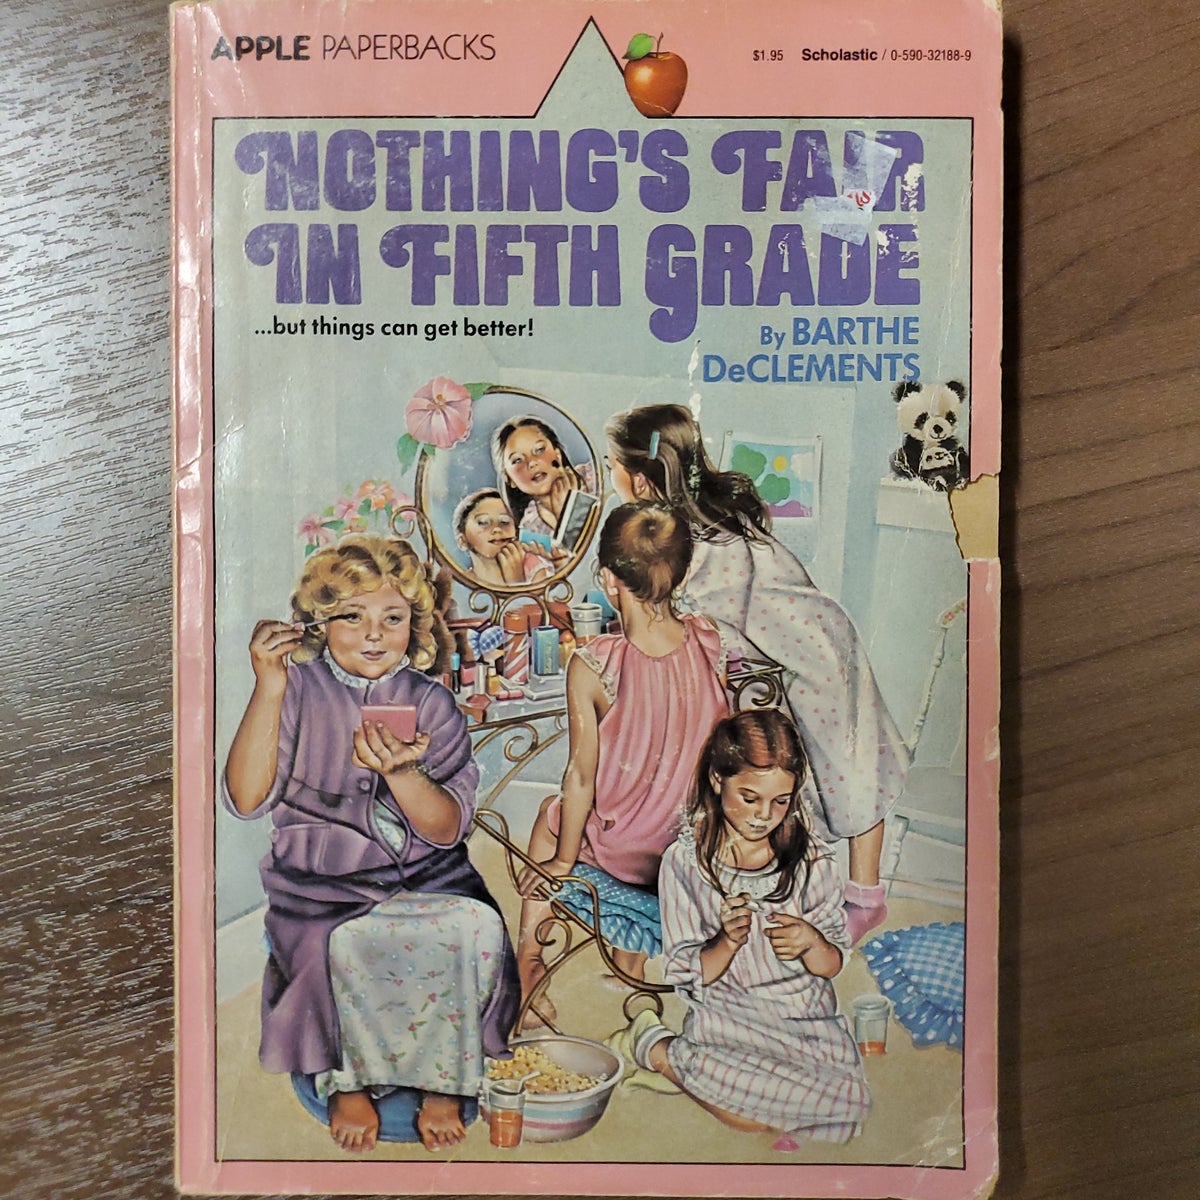 APPLE PAPERBACKS
$1.95 Scholastic / 0-590-32188-9
NOTHING'S FAIR
IN FIFTH GRADE
...but things can get better!
By BARTHE
DeCLEMENTS